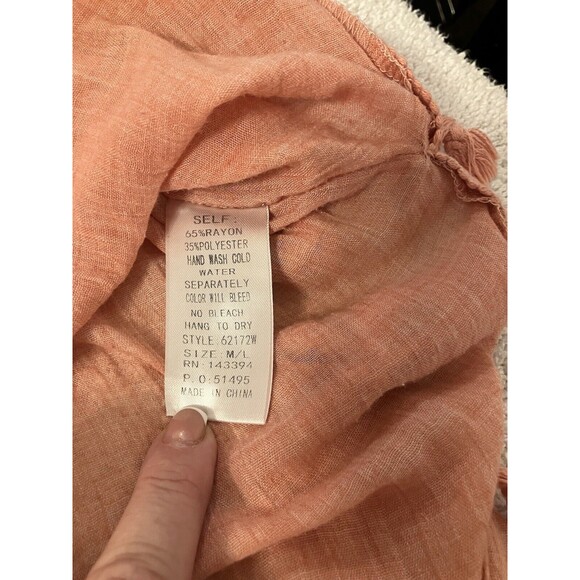 SELF:
65%RAYON
35%POLYESTER
HAND WASH COLD
WATER
SEPARATELY
COLOR WILL BLEED
NO BLEACH
HANG TO DRY
STYLE:62172W
SIZE: M/L
RN:143394
P. O:51495
MADE IN CHINA